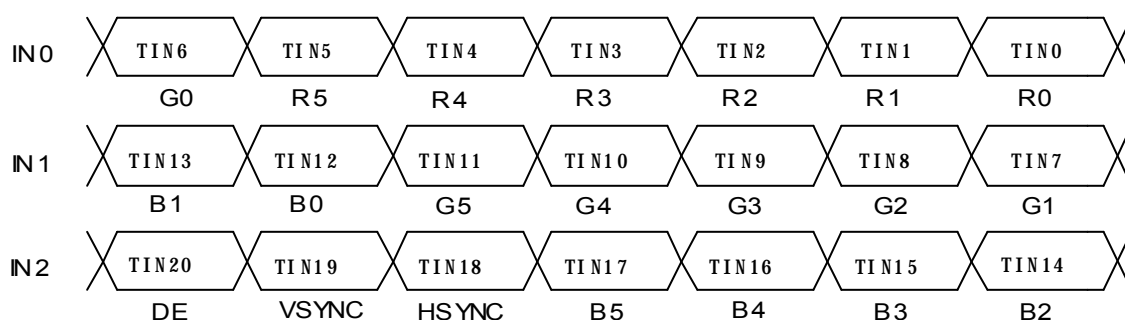 IN0 TIN6 TIN5 TIN4 TIN3 TIN2 TIN1 TIN0
G0 R5 R4 R3 R2 R1 R0
IN1 TIN13 TIN12 TIN11 TIN10 TIN9 TIN8 TIN7
B1 B0 G5 G4 G3 G2 G1
IN2 TIN20 TIN19 TIN18 TIN17 TIN16 TIN15 TIN14
DE VSYNC HSYNC B5 B4 B3 B2